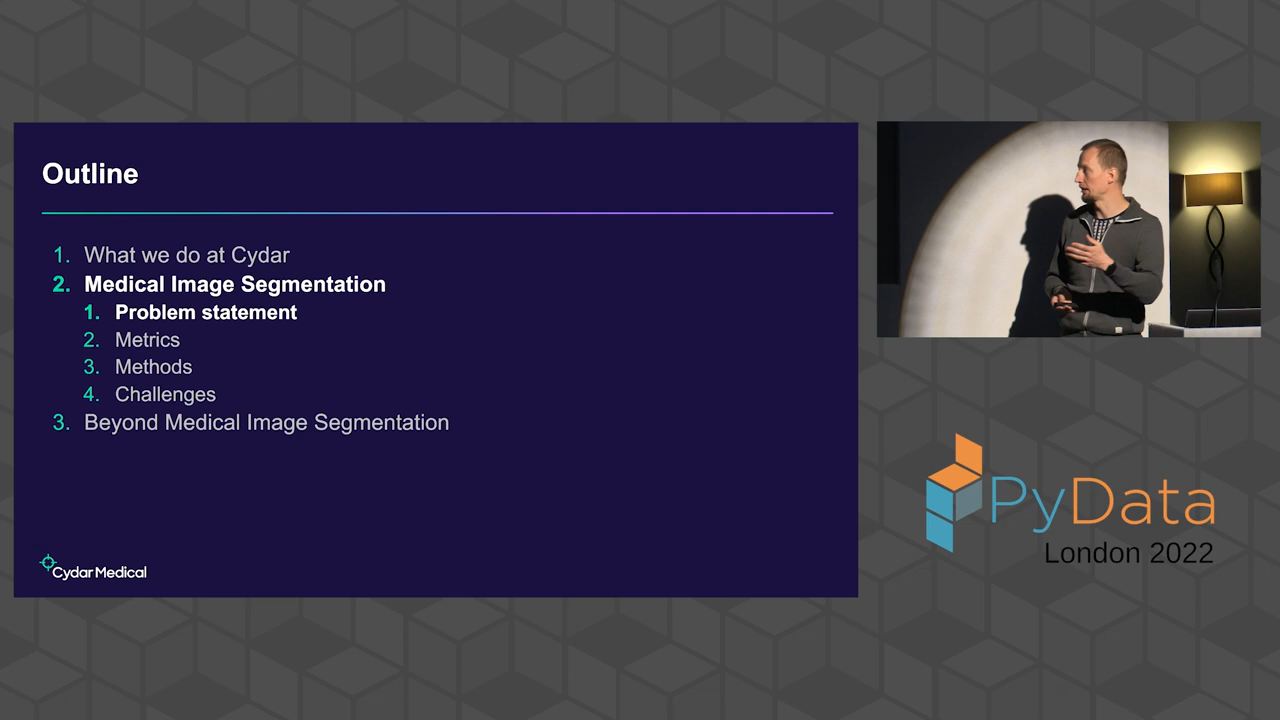 Outline
1. What we do at Cydar
2. Medical Image Segmentation
1. Problem statement
2. Metrics
3. Methods
4. Challenges
3. Beyond Medical Image Segmentation
Cydar Medical
PyData
London 2022